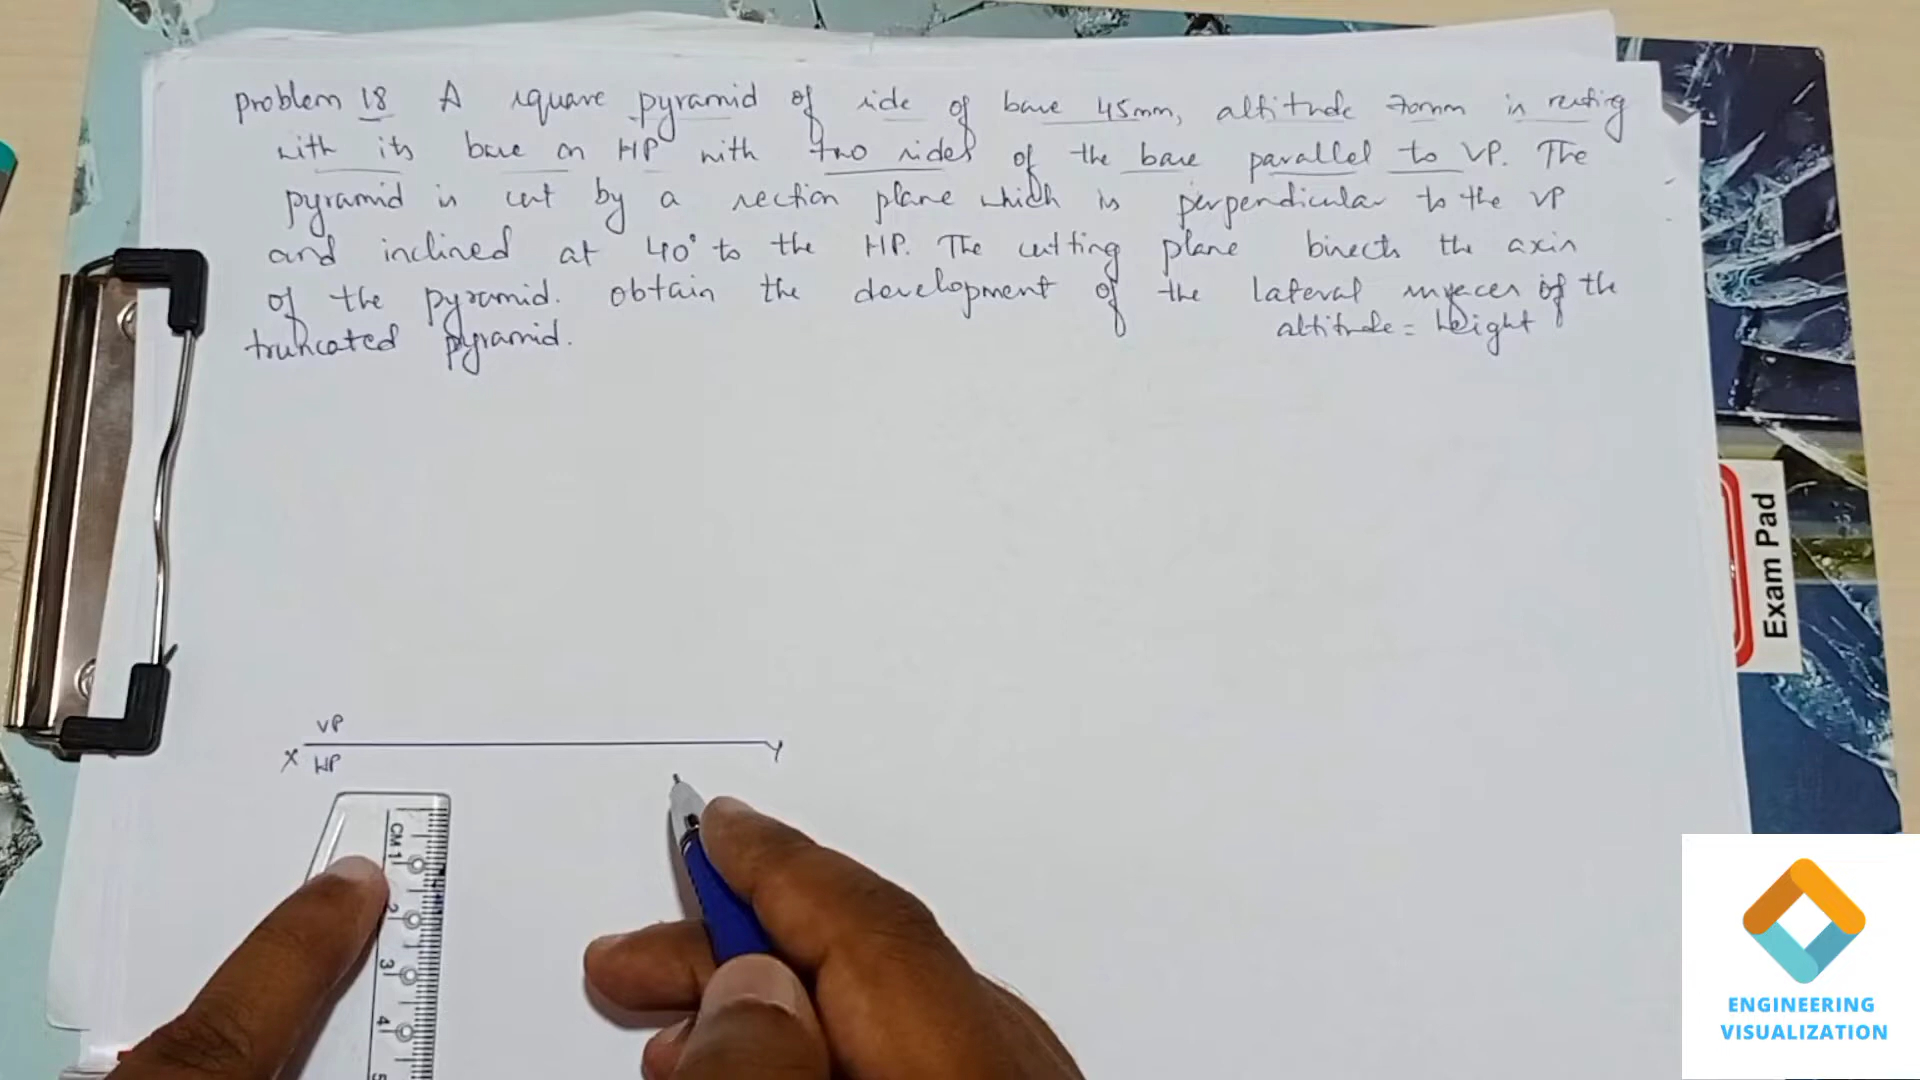 problem 18 A square pyramid of side of base 45mm, altitude 70mm is resting
with its base on HP with two sides of the base parallel to VP. The
pyramid is cut by a section plane which is perpendicular to the VP
and inclined at 40° to the HP. The cutting plane bisects the axis
of the pyramid. obtain the development of the lateral surfaces of the
truncated pyramid.
altitude = height
VP
X Y
HP
CM 1
2
3
4
5
Exam Pad
ENGINEERING
VISUALIZATION